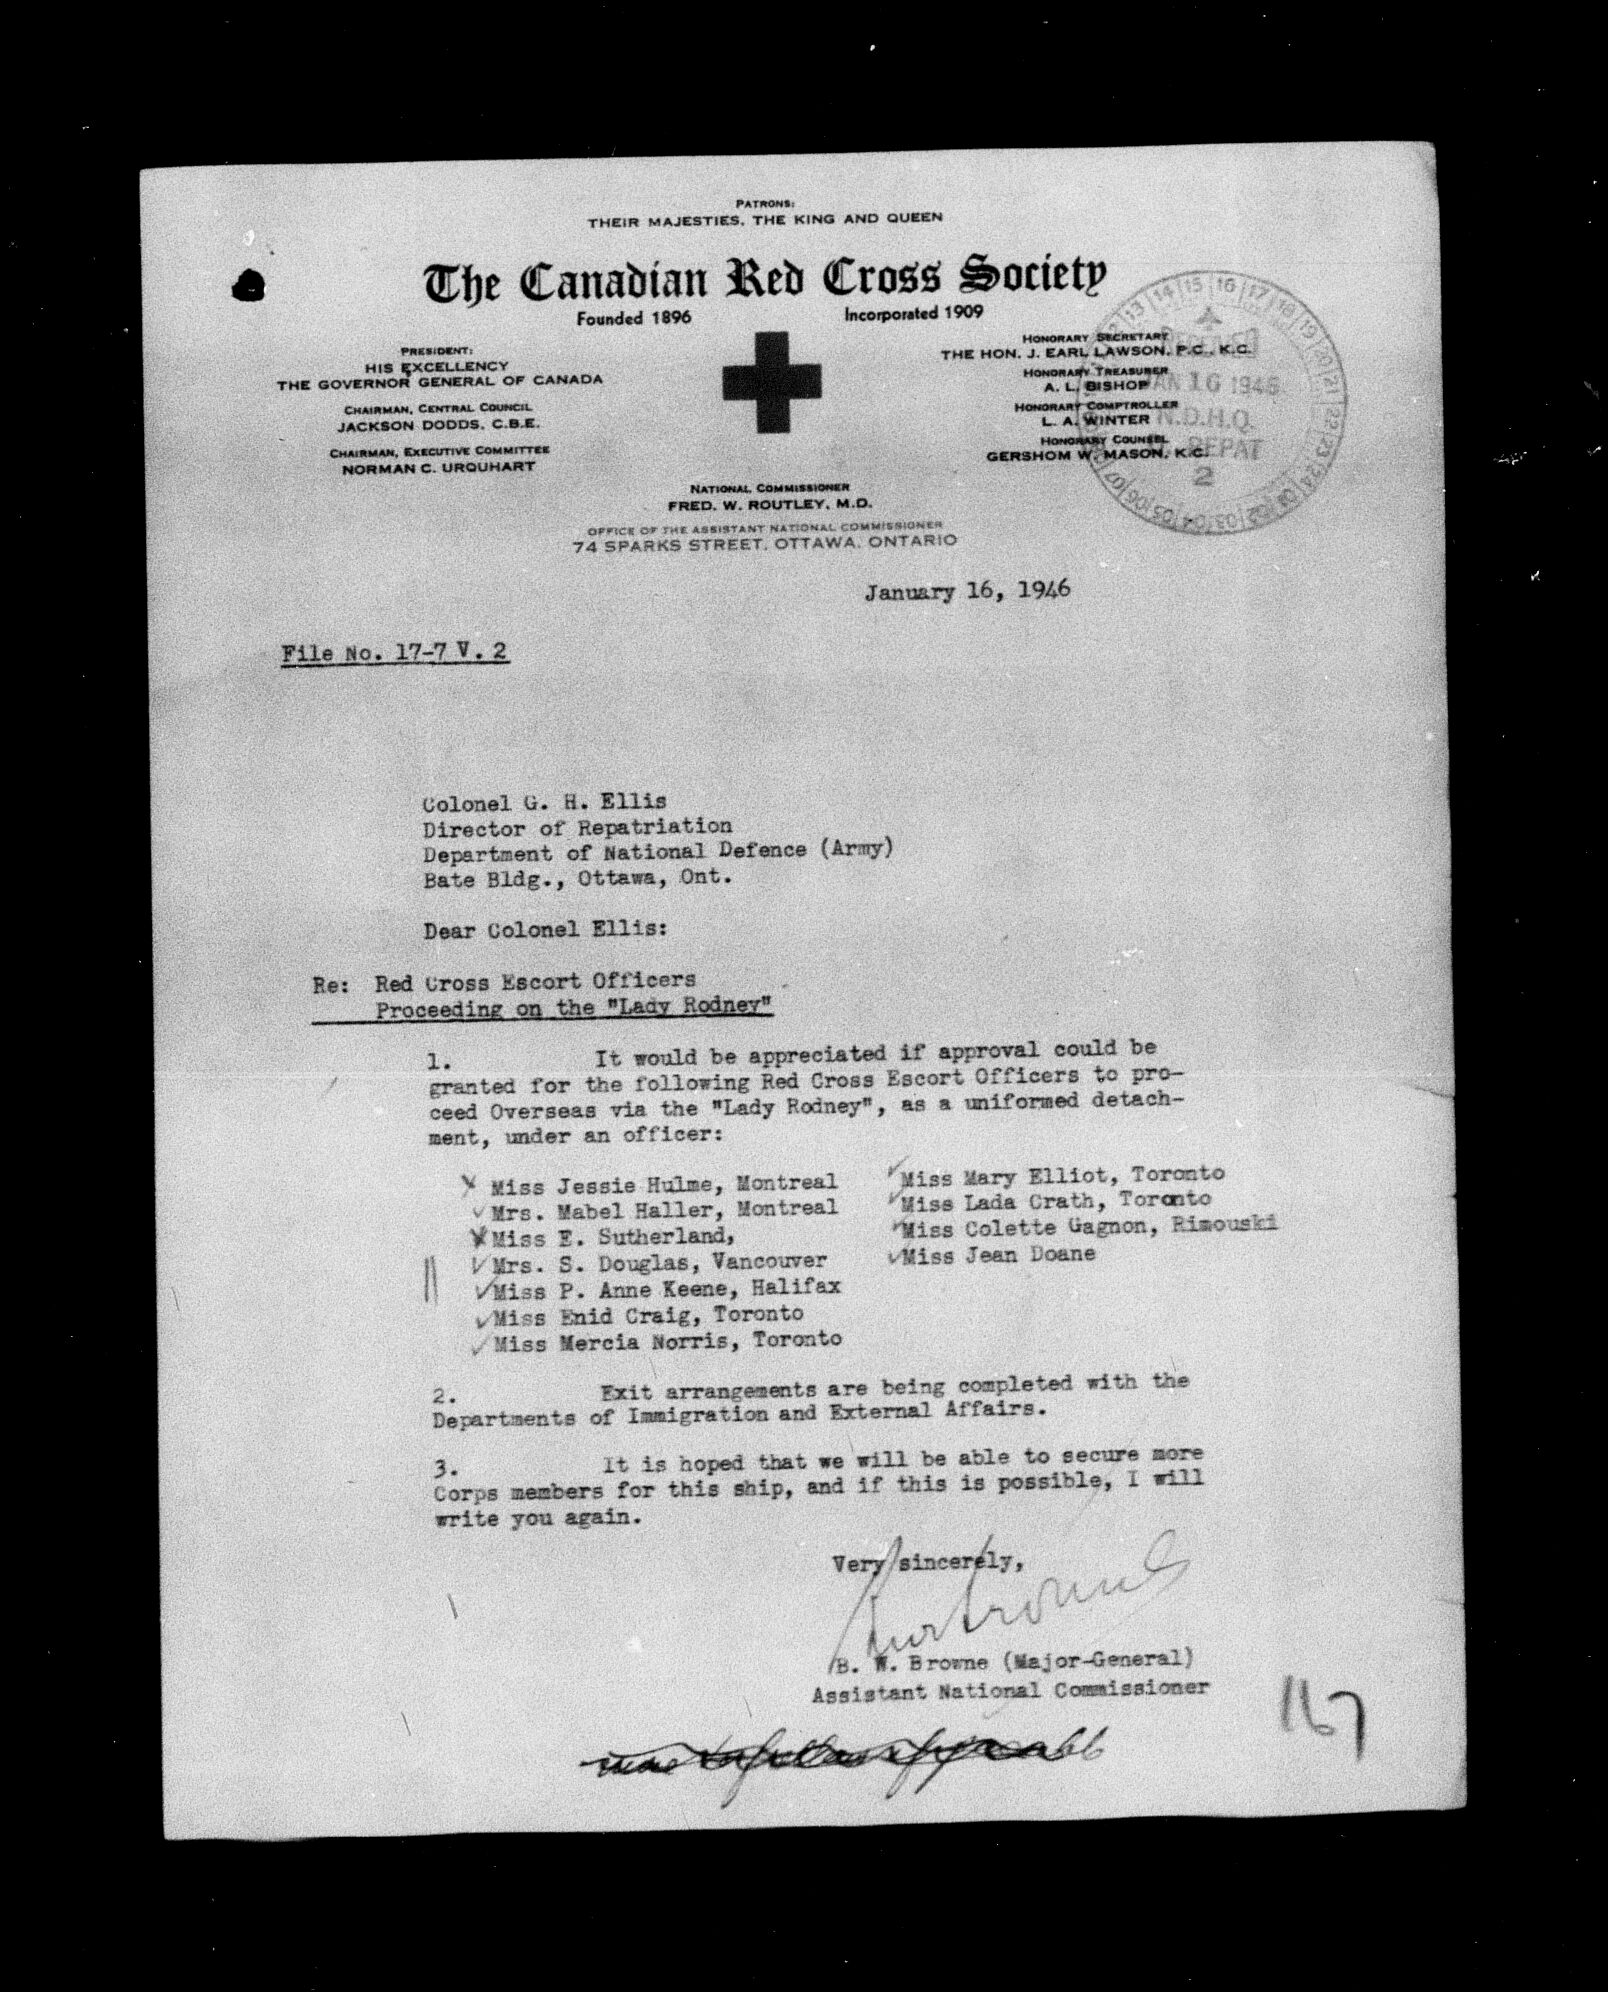 PATRONS:
THEIR MAJESTIES, THE KING AND QUEEN
The Canadian Red Cross Society
Founded 1896
Incorporated 1909
PRESIDENT:
HIS EXCELLENCY
THE GOVERNOR GENERAL OF CANADA
CHAIRMAN, CENTRAL COUNCIL
JACKSON DODDS, C.B.E.
CHAIRMAN, EXECUTIVE COMMITTEE
NORMAN C. URQUHART
HONORARY SECRETARY
THE HON. J. EARL LAWSON, P.C., K.C.
HONORARY TREASURER
A. L. BISHOP
HONORARY COMPTROLLER
L. A. WINTER
HONORARY COUNSEL
GERSHOM W. MASON, K.C.
JAN 16 1946
N.D.H.Q.
REPAT
2
NATIONAL COMMISSIONER
FRED. W. ROUTLEY, M.D.
OFFICE OF THE ASSISTANT NATIONAL COMMISSIONER
74 SPARKS STREET, OTTAWA, ONTARIO
January 16, 1946
File No. 17-7 V. 2
Colonel G. H. Ellis
Director of Repatriation
Department of National Defence (Army)
Bate Bldg., Ottawa, Ont.
Dear Colonel Ellis:
Re: Red Cross Escort Officers
Proceeding on the "Lady Rodney"
1. It would be appreciated if approval could be
granted for the following Red Cross Escort Officers to pro-
ceed Overseas via the "Lady Rodney", as a uniformed detach-
ment, under an officer:
Miss Jessie Hulme, Montreal
Mrs. Mabel Haller, Montreal
Miss E. Sutherland,
Mrs. S. Douglas, Vancouver
Miss P. Anne Keene, Halifax
Miss Enid Craig, Toronto
Miss Mercia Norris, Toronto
Miss Mary Elliot, Toronto
Miss Lada Crath, Toronto
Miss Colette Gagnon, Rimouski
Miss Jean Doane
2. Exit arrangements are being completed with the
Departments of Immigration and External Affairs.
3. It is hoped that we will be able to secure more
Corps members for this ship, and if this is possible, I will
write you again.
Very sincerely,
B. W. Browne (Major-General)
Assistant National Commissioner
167